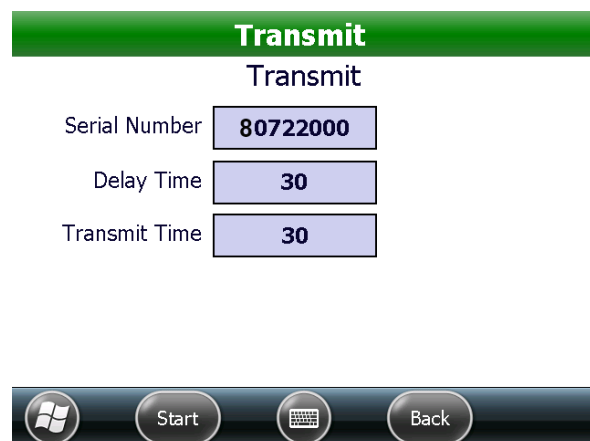 Transmit
Transmit
Serial Number 80722000
Delay Time 30
Transmit Time 30
Start Back